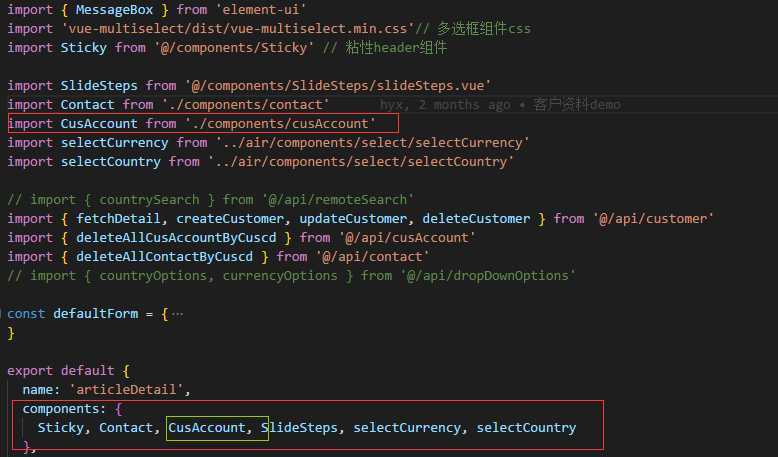 import { MessageBox } from 'element-ui'
import 'vue-multiselect/dist/vue-multiselect.min.css'// 多选框组件css
import Sticky from '@/components/Sticky' // 粘性header组件
import SlideSteps from '@/components/SlideSteps/slideSteps.vue'
import Contact from './components/contact' hyx, 2 months ago • 客户资料demo
import CusAccount from './components/cusAccount'
import selectCurrency from '../air/components/select/selectCurrency'
import selectCountry from '../air/components/select/selectCountry'
// import { countrySearch } from '@/api/remoteSearch'
import { fetchDetail, createCustomer, updateCustomer, deleteCustomer } from '@/api/customer'
import { deleteAllCusAccountByCuscd } from '@/api/cusAccount'
import { deleteAllContactByCuscd } from '@/api/contact'
// import { countryOptions, currencyOptions } from '@/api/dropDownOptions'
const defaultForm = {⋯
}
export default {
name: 'articleDetail',
components: {
Sticky, Contact, CusAccount, SlideSteps, selectCurrency, selectCountry
},